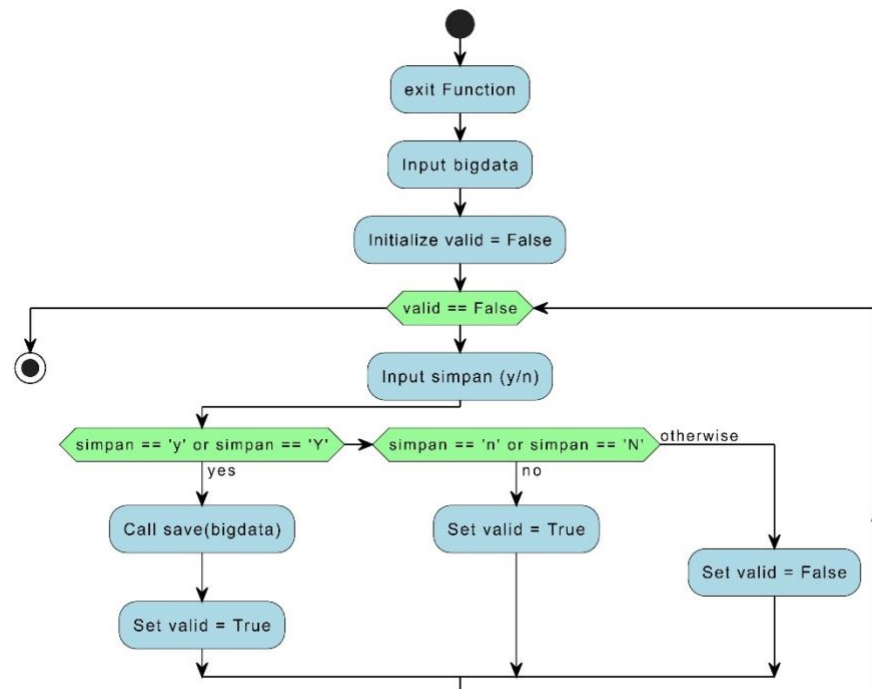 exit Function
Input bigdata
Initialize valid = False
valid == False
Input simpan (y/n)
simpan == 'y' or simpan == 'Y'
simpan == 'n' or simpan == 'N'
otherwise
yes
no
Call save(bigdata)
Set valid = True
Set valid = False
Set valid = True